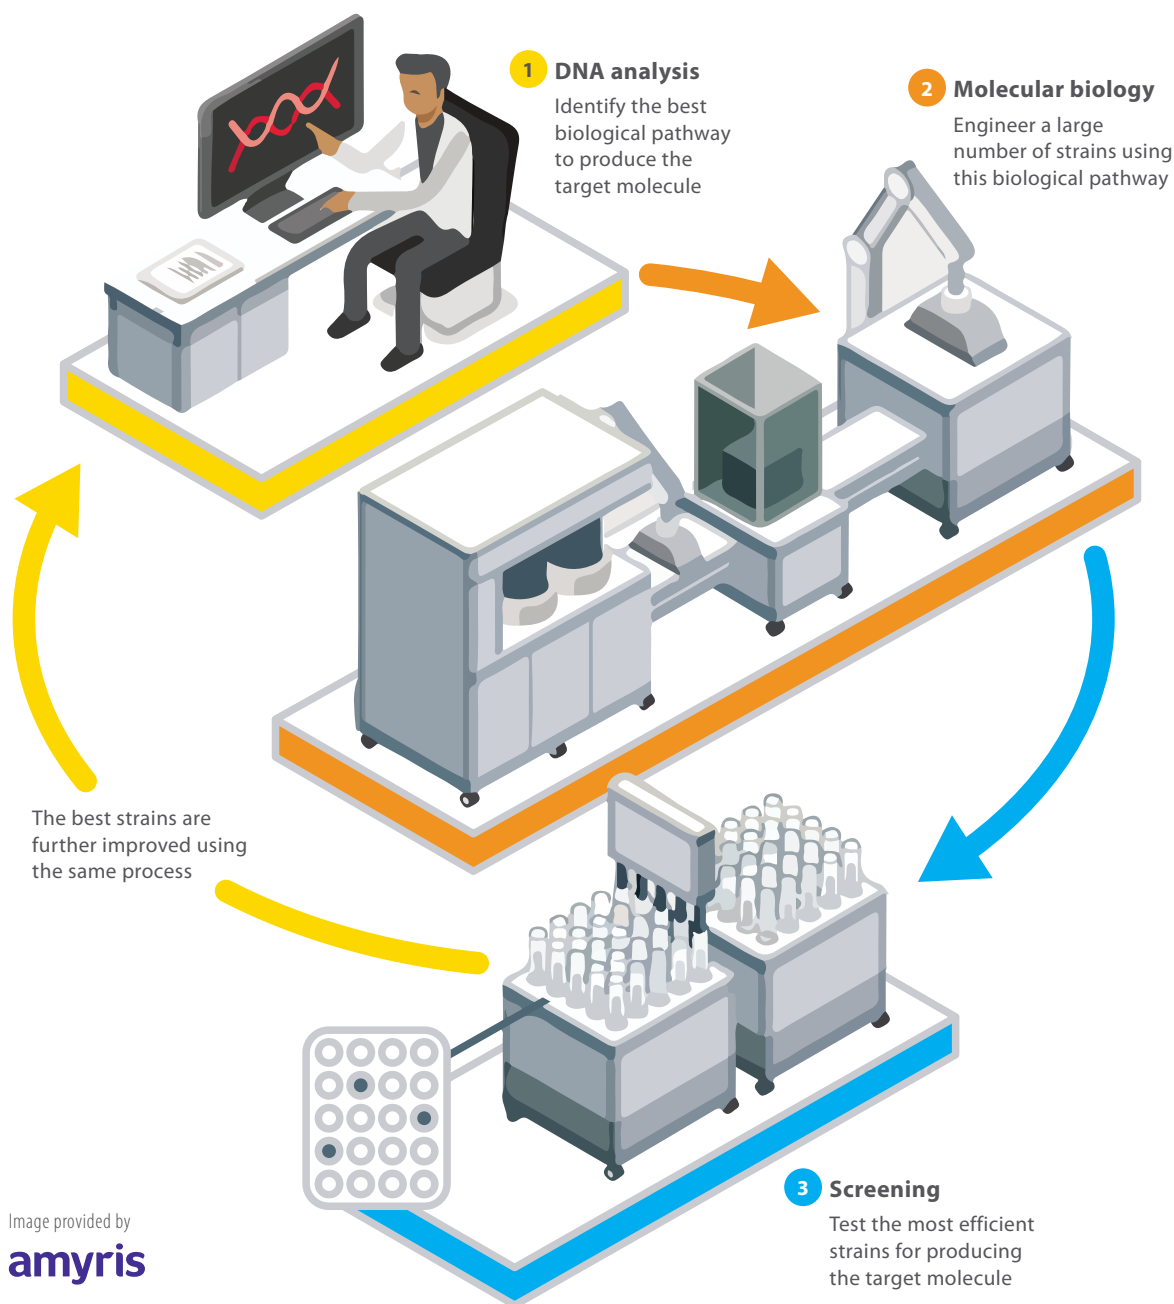 1 DNA analysis
Identify the best
biological pathway
to produce the
target molecule
2 Molecular biology
Engineer a large
number of strains using
this biological pathway
The best strains are
further improved using
the same process
3 Screening
Test the most efficient
strains for producing
the target molecule
Image provided by
amyris